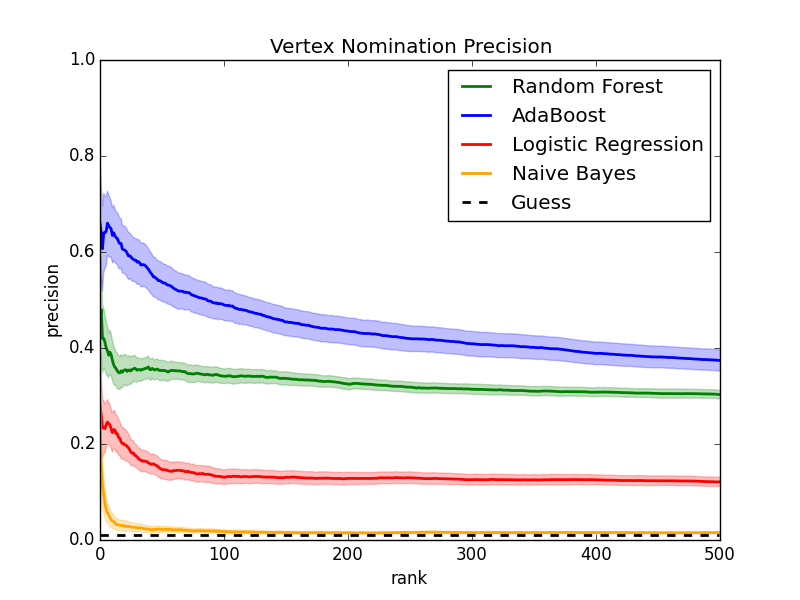 Vertex Nomination Precision
1.0
0.8
0.6
0.4
0.2
0.0
precision
Random Forest
AdaBoost
Logistic Regression
Naive Bayes
Guess
0 100 200 300 400 500
rank